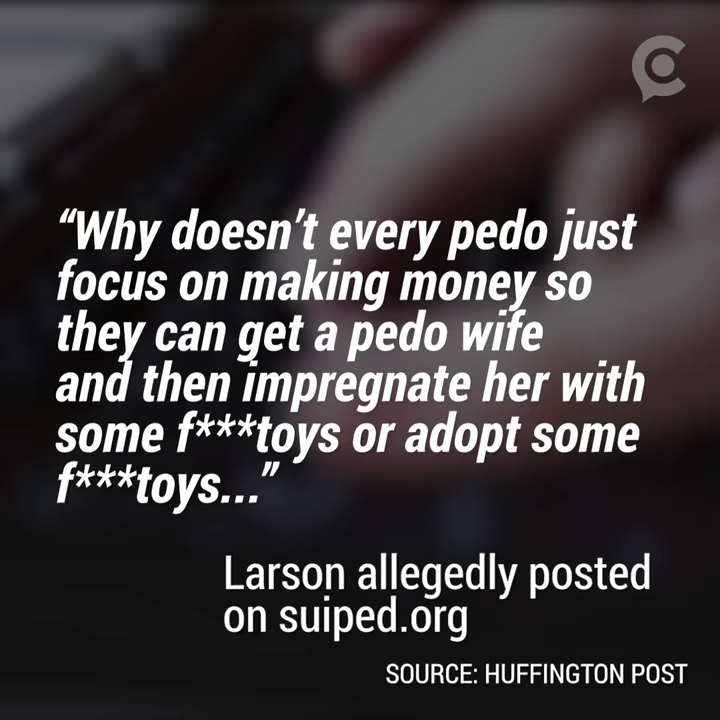 “Why doesn’t every pedo just
focus on making money so
they can get a pedo wife
and then impregnate her with
some f***toys or adopt some
f***toys...”
Larson allegedly posted
on suiped.org
SOURCE: HUFFINGTON POST